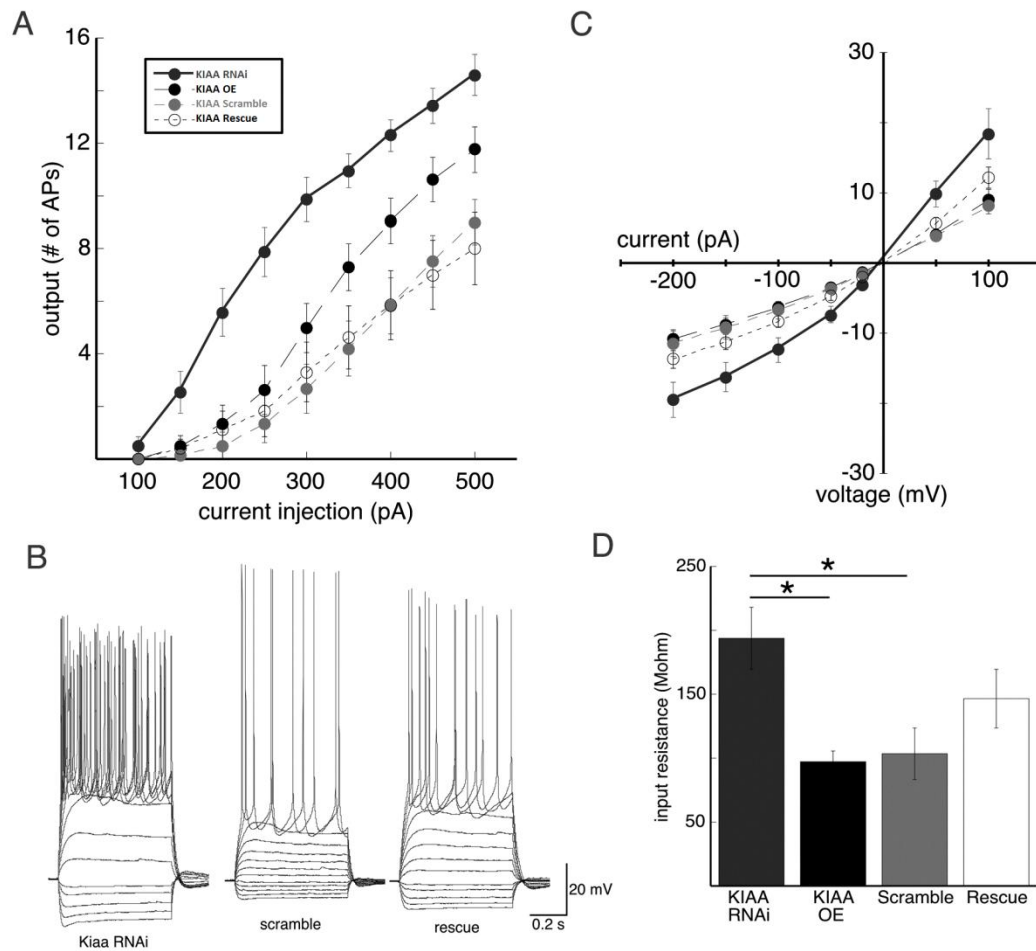 A
16
12
8
4
output (# of APs)
KIAA RNAi
KIAA OE
KIAA Scramble
KIAA Rescue
100 200 300 400 500
current injection (pA)
C
30
10
-10
-30
current (pA)
-200 -100 100
voltage (mV)
B
Kiaa RNAi
scramble
rescue
20 mV
0.2 s
D
250
150
50
input resistance (Mohm)
*
*
KIAA RNAi
KIAA OE
Scramble
Rescue